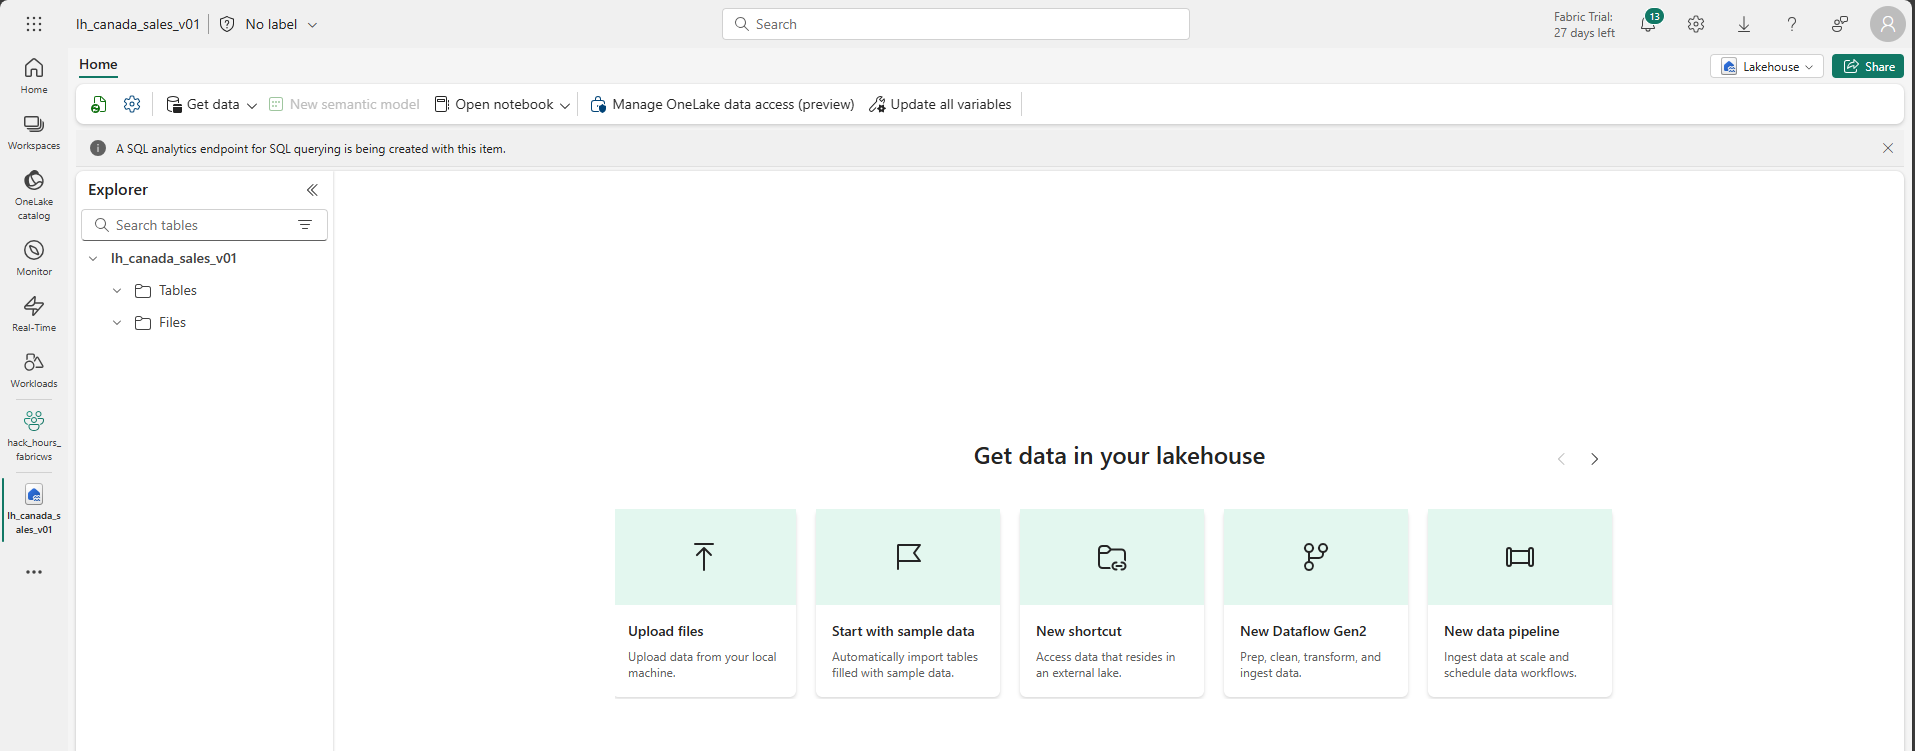 lh_canada_sales_v01
No label
Search
Fabric Trial:
27 days left
13
Home
Lakehouse
Share
Get data
New semantic model
Open notebook
Manage OneLake data access (preview)
Update all variables
A SQL analytics endpoint for SQL querying is being created with this item.
Home
Workspaces
OneLake
catalog
Monitor
Real-Time
Workloads
hack_hours_
fabricws
lh_canada_s
ales_v01
Explorer
Search tables
lh_canada_sales_v01
Tables
Files
Get data in your lakehouse
Upload files
Upload data from your local
machine.
Start with sample data
Automatically import tables
filled with sample data.
New shortcut
Access data that resides in
an external lake.
New Dataflow Gen2
Prep, clean, transform, and
ingest data.
New data pipeline
Ingest data at scale and
schedule data workflows.